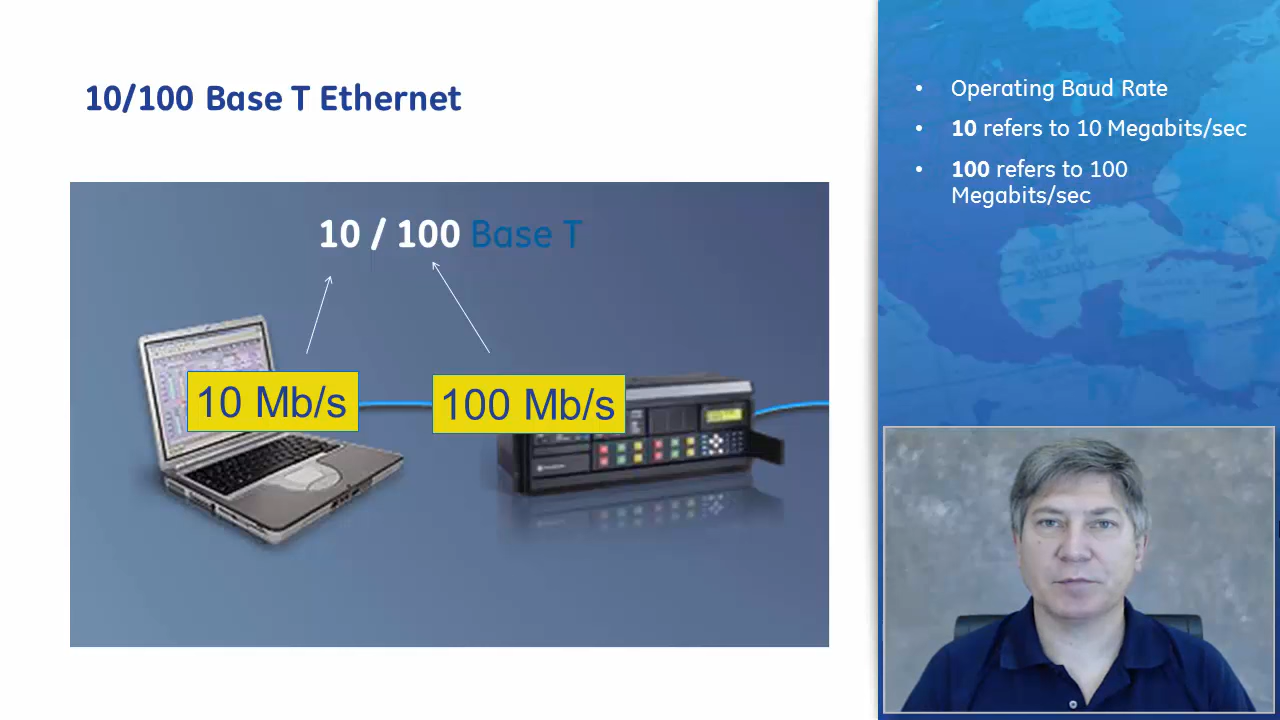 10/100 Base T Ethernet
10 / 100 Base T
10 Mb/s
100 Mb/s
• Operating Baud Rate
• 10 refers to 10 Megabits/sec
• 100 refers to 100
Megabits/sec